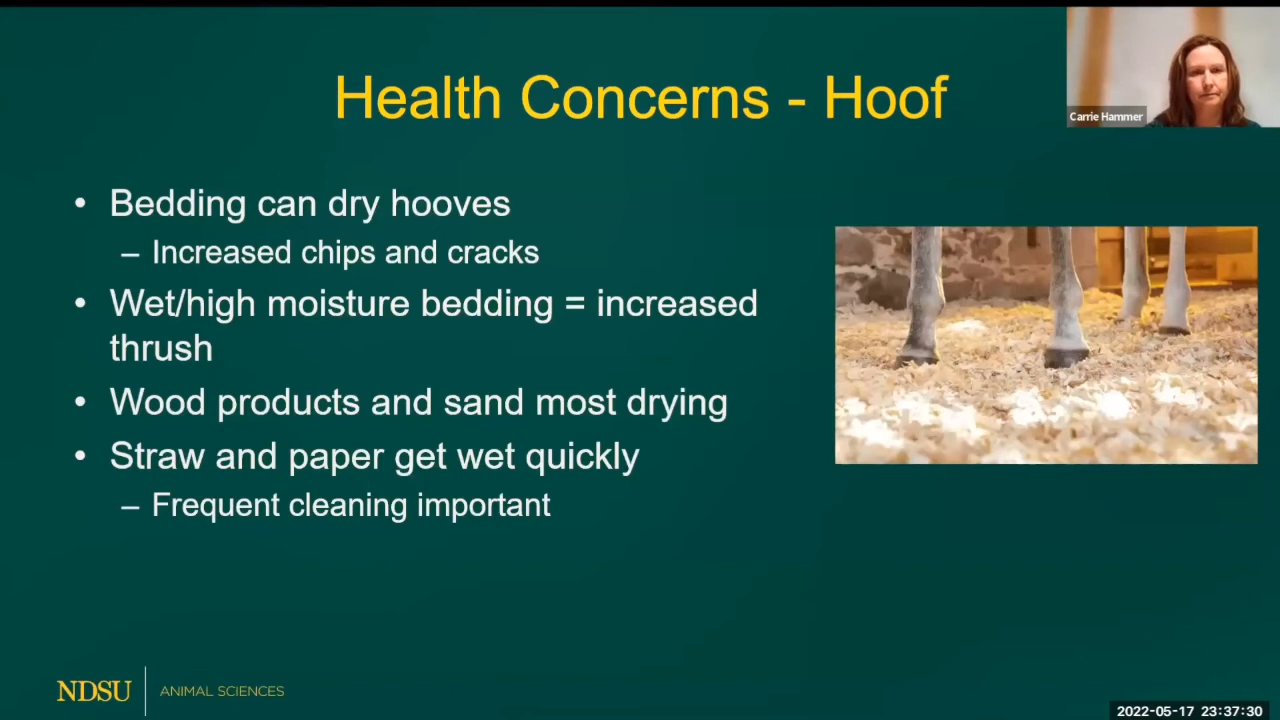 Health Concerns - Hoof
Carrie Hammer
• Bedding can dry hooves
– Increased chips and cracks
• Wet/high moisture bedding = increased
thrush
• Wood products and sand most drying
• Straw and paper get wet quickly
– Frequent cleaning important
NDSU
ANIMAL SCIENCES
2022-05-17 23:37:30